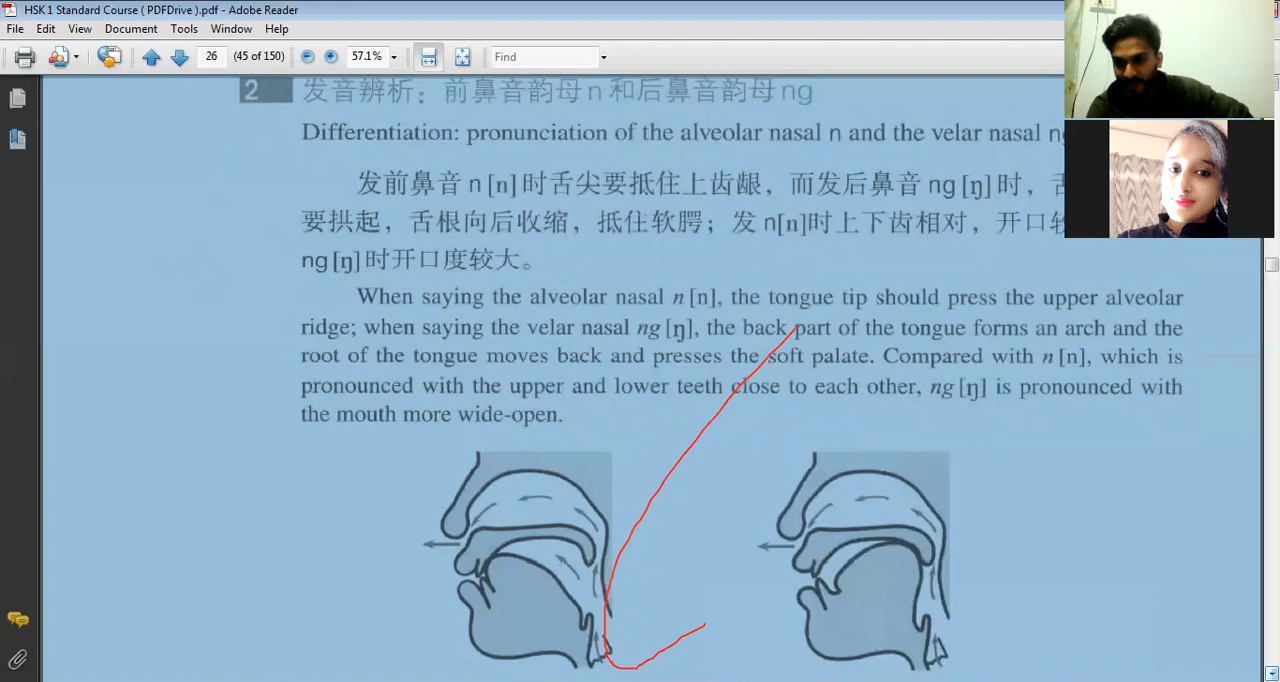 HSK 1 Standard Course ( PDFDrive ).pdf - Adobe Reader
File Edit View Document Tools Window Help
26 (45 of 150) 57.1% Find
2 发音辨析：前鼻音韵母n和后鼻音韵母ng
Differentiation: pronunciation of the alveolar nasal n and the velar nasal
发前鼻音 n [n] 时舌尖要抵住上齿龈，而发后鼻音 ng [ŋ] 时，
要拱起，舌根向后收缩，抵住软腭；发 n[n]时上下齿相对，开口
ng [ŋ] 时开口度较大。
When saying the alveolar nasal n [n], the tongue tip should press the upper alveolar
ridge; when saying the velar nasal ng [ŋ], the back part of the tongue forms an arch and the
root of the tongue moves back and presses the soft palate. Compared with n [n], which is
pronounced with the upper and lower teeth close to each other, ng [ŋ] is pronounced with
the mouth more wide-open.